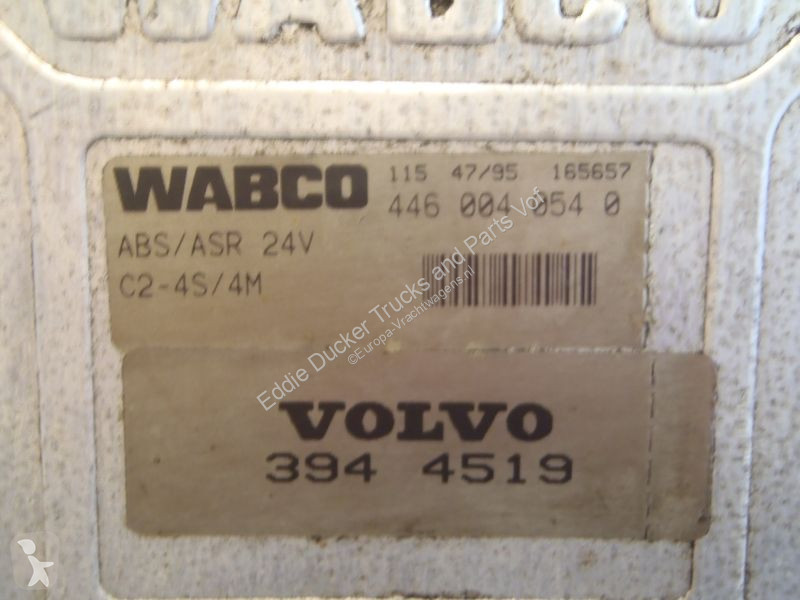 WABCO
WABCO
115 47/95 165657
446 004 054 0
ABS/ASR 24V
C2-4S/4M
Eddie Ducker Trucks and Parts Vof
©Europa-Vrachtwagens.nl
VOLVO
394 4519